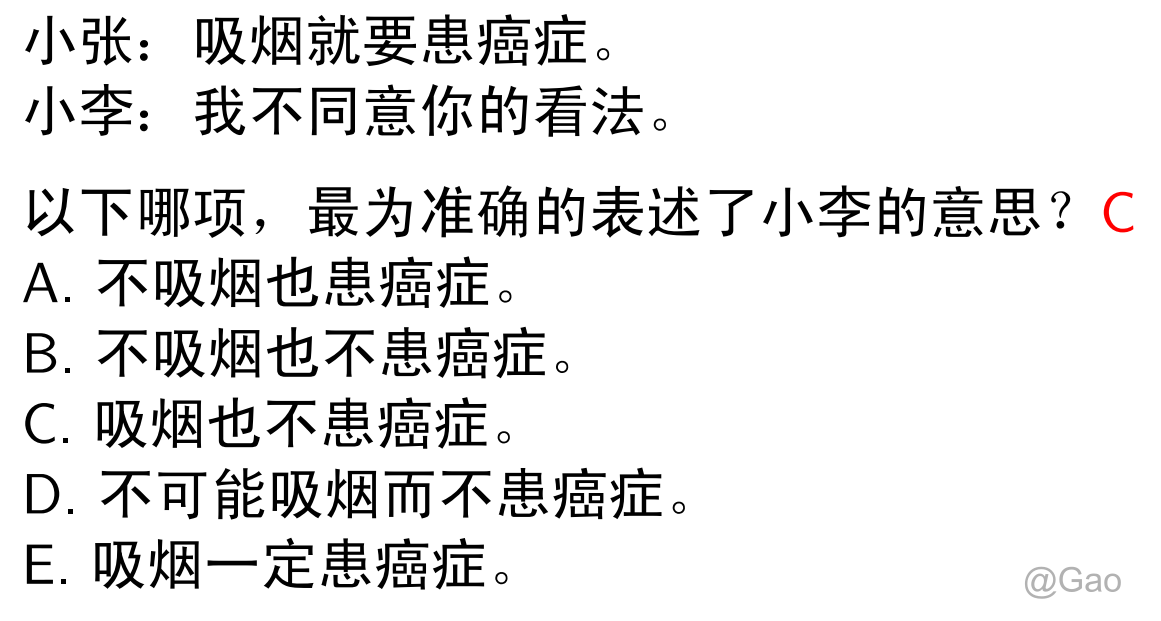 小张：吸烟就要患癌症。
小李：我不同意你的看法。
以下哪项，最为准确的表述了小李的意思？C
A. 不吸烟也患癌症。
B. 不吸烟也不患癌症。
C. 吸烟也不患癌症。
D. 不可能吸烟而不患癌症。
E. 吸烟一定患癌症。
@Gao